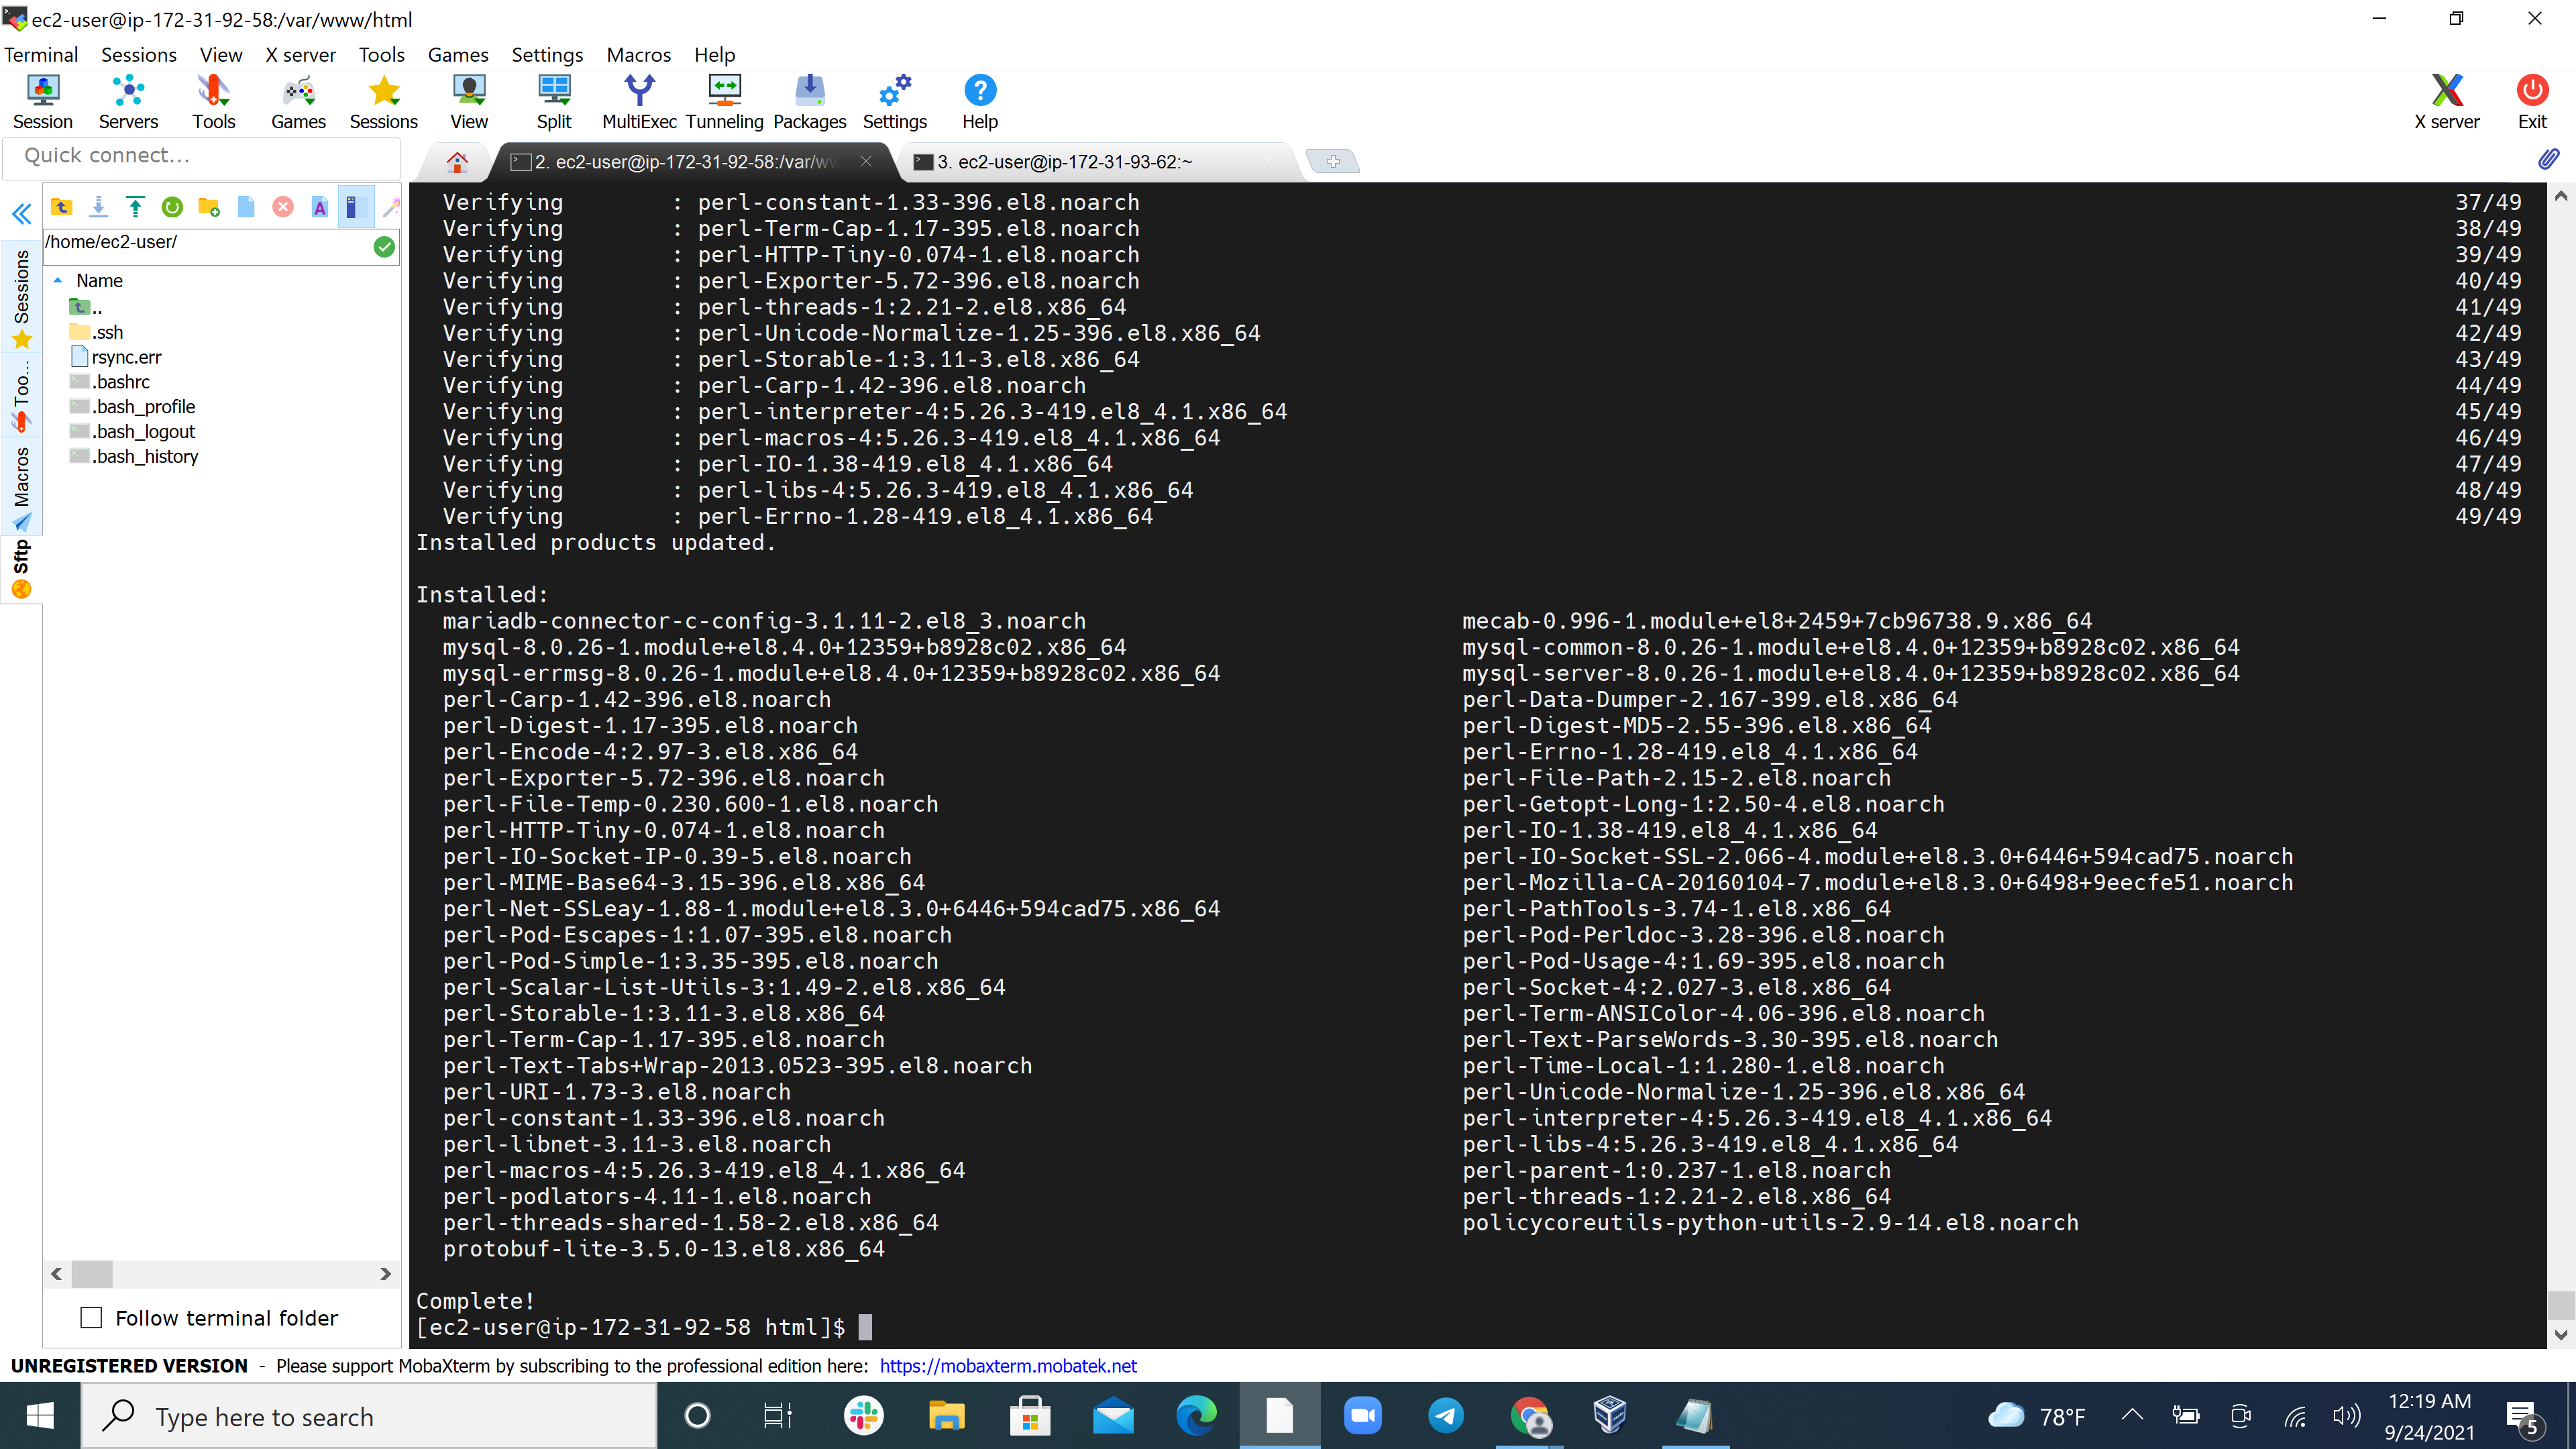 ec2-user@ip-172-31-92-58:/var/www/html
Terminal Sessions View X server Tools Games Settings Macros Help
Session Servers Tools Games Sessions View Split MultiExec Tunneling Packages Settings Help X server Exit
Quick connect...
2. ec2-user@ip-172-31-92-58:/var/ww
3. ec2-user@ip-172-31-93-62:~
/home/ec2-user/
Name
..
.ssh
rsync.err
.bashrc
.bash_profile
.bash_logout
.bash_history
Sessions
Too...
Macros
Sftp
Follow terminal folder
Verifying : perl-constant-1.33-396.el8.noarch 37/49
Verifying : perl-Term-Cap-1.17-395.el8.noarch 38/49
Verifying : perl-HTTP-Tiny-0.074-1.el8.noarch 39/49
Verifying : perl-Exporter-5.72-396.el8.noarch 40/49
Verifying : perl-threads-1:2.21-2.el8.x86_64 41/49
Verifying : perl-Unicode-Normalize-1.25-396.el8.x86_64 42/49
Verifying : perl-Storable-1:3.11-3.el8.x86_64 43/49
Verifying : perl-Carp-1.42-396.el8.noarch 44/49
Verifying : perl-interpreter-4:5.26.3-419.el8_4.1.x86_64 45/49
Verifying : perl-macros-4:5.26.3-419.el8_4.1.x86_64 46/49
Verifying : perl-IO-1.38-419.el8_4.1.x86_64 47/49
Verifying : perl-libs-4:5.26.3-419.el8_4.1.x86_64 48/49
Verifying : perl-Errno-1.28-419.el8_4.1.x86_64 49/49
Installed products updated.
Installed:
mariadb-connector-c-config-3.1.11-2.el8_3.noarch mecab-0.996-1.module+el8+2459+7cb96738.9.x86_64
mysql-8.0.26-1.module+el8.4.0+12359+b8928c02.x86_64 mysql-common-8.0.26-1.module+el8.4.0+12359+b8928c02.x86_64
mysql-errmsg-8.0.26-1.module+el8.4.0+12359+b8928c02.x86_64 mysql-server-8.0.26-1.module+el8.4.0+12359+b8928c02.x86_64
perl-Carp-1.42-396.el8.noarch perl-Data-Dumper-2.167-399.el8.x86_64
perl-Digest-1.17-395.el8.noarch perl-Digest-MD5-2.55-396.el8.x86_64
perl-Encode-4:2.97-3.el8.x86_64 perl-Errno-1.28-419.el8_4.1.x86_64
perl-Exporter-5.72-396.el8.noarch perl-File-Path-2.15-2.el8.noarch
perl-File-Temp-0.230.600-1.el8.noarch perl-Getopt-Long-1:2.50-4.el8.noarch
perl-HTTP-Tiny-0.074-1.el8.noarch perl-IO-1.38-419.el8_4.1.x86_64
perl-IO-Socket-IP-0.39-5.el8.noarch perl-IO-Socket-SSL-2.066-4.module+el8.3.0+6446+594cad75.noarch
perl-MIME-Base64-3.15-396.el8.x86_64 perl-Mozilla-CA-20160104-7.module+el8.3.0+6498+9eecfe51.noarch
perl-Net-SSLeay-1.88-1.module+el8.3.0+6446+594cad75.x86_64 perl-PathTools-3.74-1.el8.x86_64
perl-Pod-Escapes-1:1.07-395.el8.noarch perl-Pod-Perldoc-3.28-396.el8.noarch
perl-Pod-Simple-1:3.35-395.el8.noarch perl-Pod-Usage-4:1.69-395.el8.noarch
perl-Scalar-List-Utils-3:1.49-2.el8.x86_64 perl-Socket-4:2.027-3.el8.x86_64
perl-Storable-1:3.11-3.el8.x86_64 perl-Term-ANSIColor-4.06-396.el8.noarch
perl-Term-Cap-1.17-395.el8.noarch perl-Text-ParseWords-3.30-395.el8.noarch
perl-Text-Tabs+Wrap-2013.0523-395.el8.noarch perl-Time-Local-1:1.280-1.el8.noarch
perl-URI-1.73-3.el8.noarch perl-Unicode-Normalize-1.25-396.el8.x86_64
perl-constant-1.33-396.el8.noarch perl-interpreter-4:5.26.3-419.el8_4.1.x86_64
perl-libnet-3.11-3.el8.noarch perl-libs-4:5.26.3-419.el8_4.1.x86_64
perl-macros-4:5.26.3-419.el8_4.1.x86_64 perl-parent-1:0.237-1.el8.noarch
perl-podlators-4.11-1.el8.noarch perl-threads-1:2.21-2.el8.x86_64
perl-threads-shared-1.58-2.el8.x86_64 policycoreutils-python-utils-2.9-14.el8.noarch
protobuf-lite-3.5.0-13.el8.x86_64
Complete!
[ec2-user@ip-172-31-92-58 html]$
UNREGISTERED VERSION - Please support MobaXterm by subscribing to the professional edition here: https://mobaxterm.mobatek.net
Type here to search
78°F
12:19 AM
9/24/2021
5